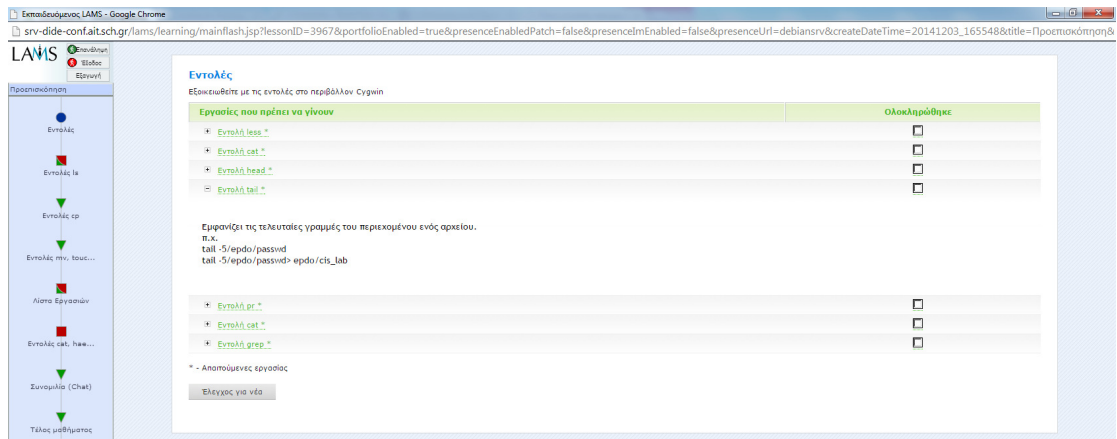 Εκπαιδευόμενος LAMS - Google Chrome
srv-dide-conf.ait.sch.gr/lams/learning/mainflash.jsp?lessonID=3967&portfolioEnabled=true&presenceEnabledPatch=false&presenceImEnabled=false&presenceUrl=debiansrv&createDateTime=20141203_165548&title=Προεπισκόπηση&
LAMS
Επανάληψη
Έξοδος
Εξαγωγή
Προεπισκόπηση
Εντολές
Εντολές ls
Εντολές cp
Εντολές mv, touc...
Λίστα Εργασιών
Εντολές cat, hae...
Συνομιλία (Chat)
Τέλος μαθήματος
Εντολές
Εξοικειωθείτε με τις εντολές στο περιβάλλον Cygwin
Εργασίες που πρέπει να γίνουν Ολοκληρώθηκε
Εντολή less *
Εντολή cat *
Εντολή head *
Εντολή tail *
Εμφανίζει τις τελευταίες γραμμές του περιεχομένου ενός αρχείου.
π.χ.
tail -5/epdo/passwd
tail -5/epdo/passwd> epdo/cis_lab
Εντολή pr *
Εντολή cat *
Εντολή grep *
* - Απαιτούμενες εργασίας
Έλεγχος για νέα